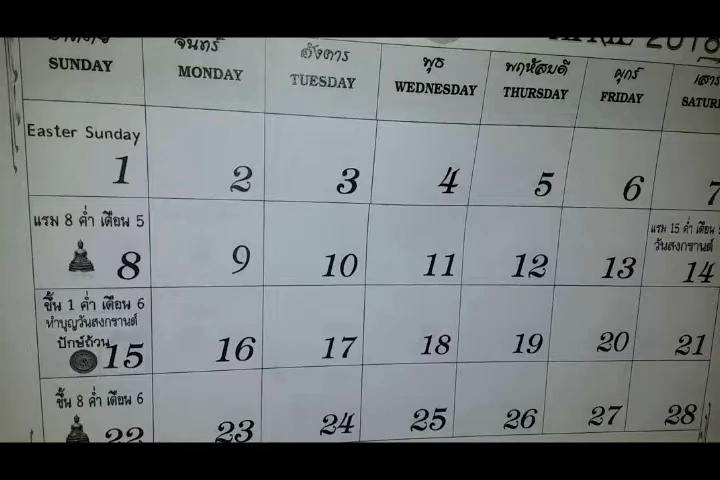 APRIL 2018
อาทิตย์ จันทร์ อังคาร พุธ พฤหัสบดี ศุกร์ เสาร์
SUNDAY MONDAY TUESDAY WEDNESDAY THURSDAY FRIDAY SATUR
Easter Sunday
1 2 3 4 5 6 7
แรม 8 ค่ำ เดือน 5
แรม 15 ค่ำ เดือน 5
วันสงกรานต์
8 9 10 11 12 13 14
ขึ้น 1 ค่ำ เดือน 6
ทำบุญวันสงกรานต์
ปักษ์ถ้วน
15 16 17 18 19 20 21
ขึ้น 8 ค่ำ เดือน 6
22 23 24 25 26 27 28